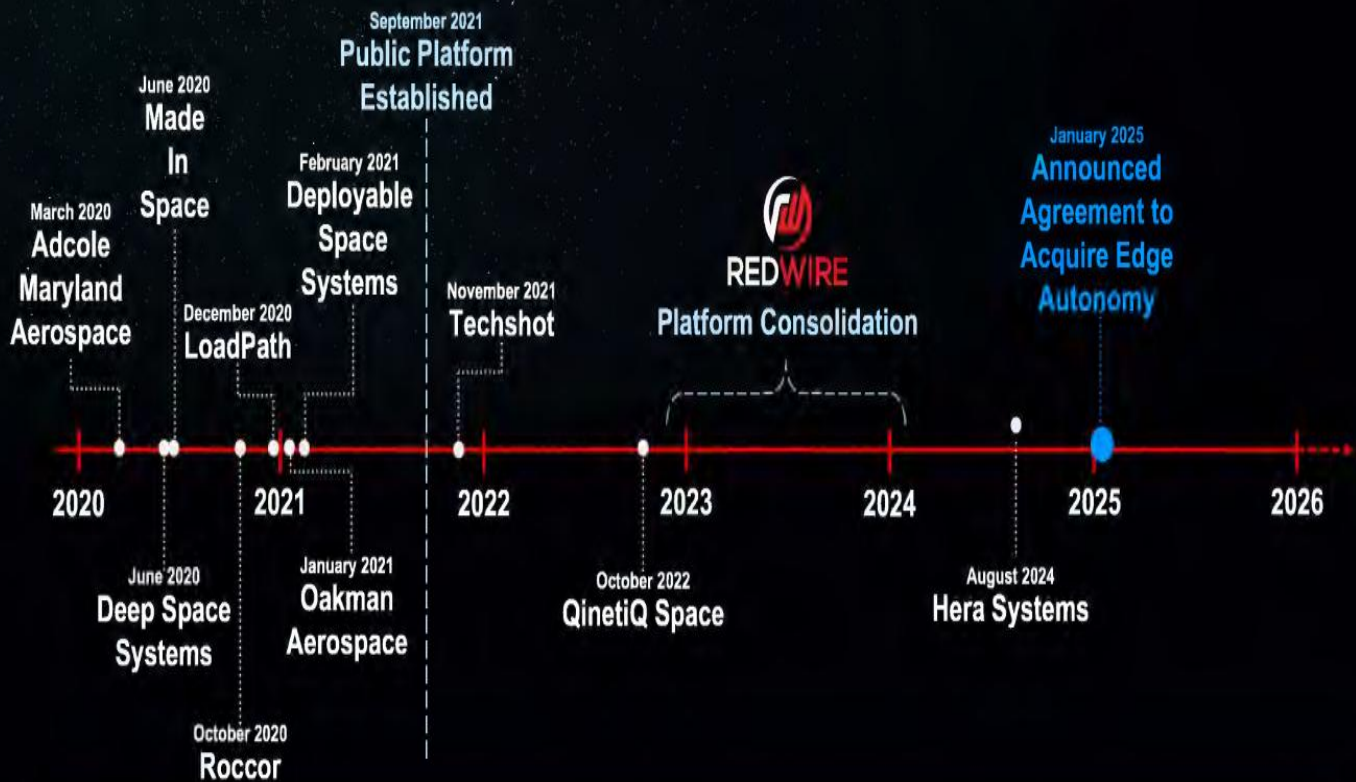 September 2021
Public Platform
Established
June 2020
Made
In
Space
February 2021
Deployable
Space
Systems
March 2020
Adcole
Maryland
Aerospace
December 2020
LoadPath
November 2021
Techshot
REDWIRE
Platform Consolidation
January 2025
Announced
Agreement to
Acquire Edge
Autonomy
2020
2021
2022
2023
2024
2025
2026
June 2020
Deep Space
Systems
January 2021
Oakman
Aerospace
October 2022
QinetiQ Space
August 2024
Hera Systems
October 2020
Roccor